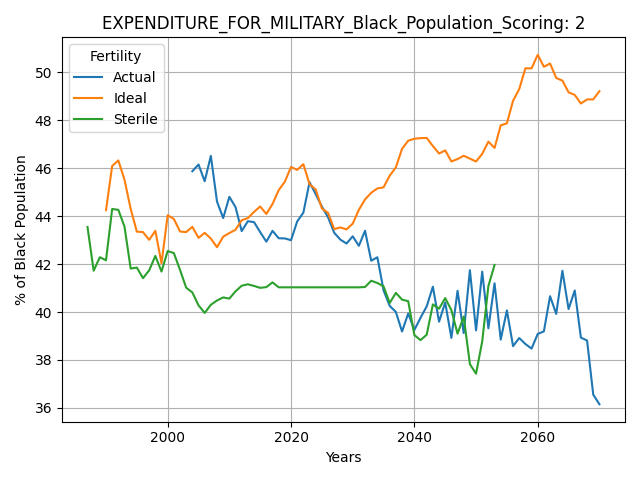 EXPENDITURE_FOR_MILITARY_Black_Population_Scoring: 2
Fertility
Actual
Ideal
Sterile
% of Black Population
50
48
46
44
42
40
38
36
2000 2020 2040 2060
Years